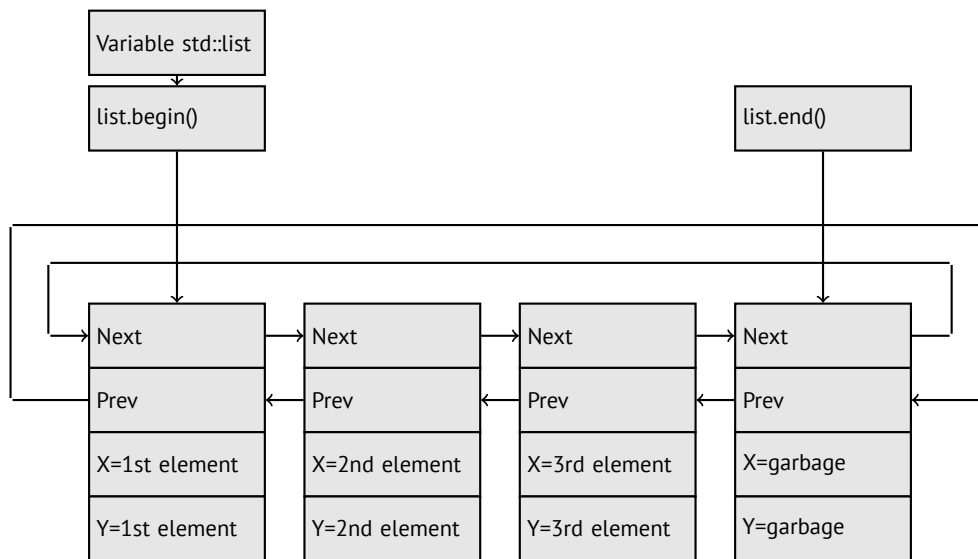 Variable std::list
list.begin()
list.end()
Next
Next
Next
Next
Prev
Prev
Prev
Prev
X=1st element
X=2nd element
X=3rd element
X=garbage
Y=1st element
Y=2nd element
Y=3rd element
Y=garbage